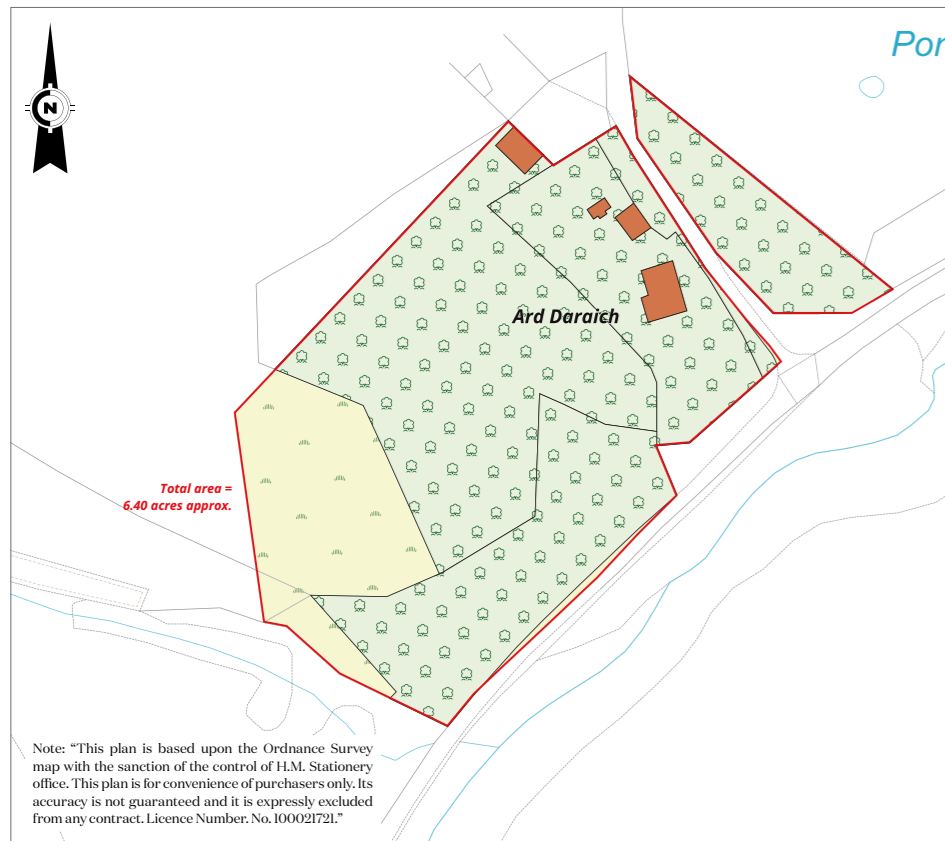 N
Por
Ard Daraich
Total area =
6.40 acres approx.
Note: “This plan is based upon the Ordnance Survey
map with the sanction of the control of H.M. Stationery
office. This plan is for convenience of purchasers only. Its
accuracy is not guaranteed and it is expressly excluded
from any contract. Licence Number. No. 100021721.”